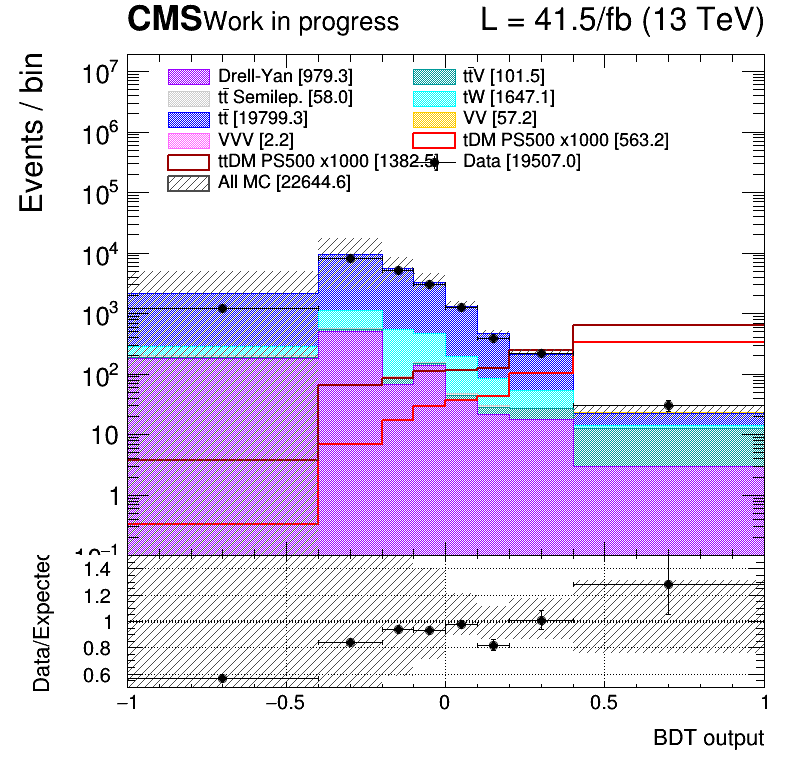 CMS Work in progress L = 41.5/fb (13 TeV)
Events / bin
10⁷
10⁶
10⁵
10⁴
10³
10²
10
1
10⁻¹
Drell-Yan [979.3]
tt̄V [101.5]
tt̄ Semilep. [58.0]
tW [1647.1]
tt̄ [19799.3]
VV [57.2]
VVV [2.2]
tDM PS500 x1000 [563.2]
ttDM PS500 x1000 [1382.5]
Data [19507.0]
All MC [22644.6]
Data/Expected
1.4
1.2
1
0.8
0.6
−1 −0.5 0 0.5 1
BDT output